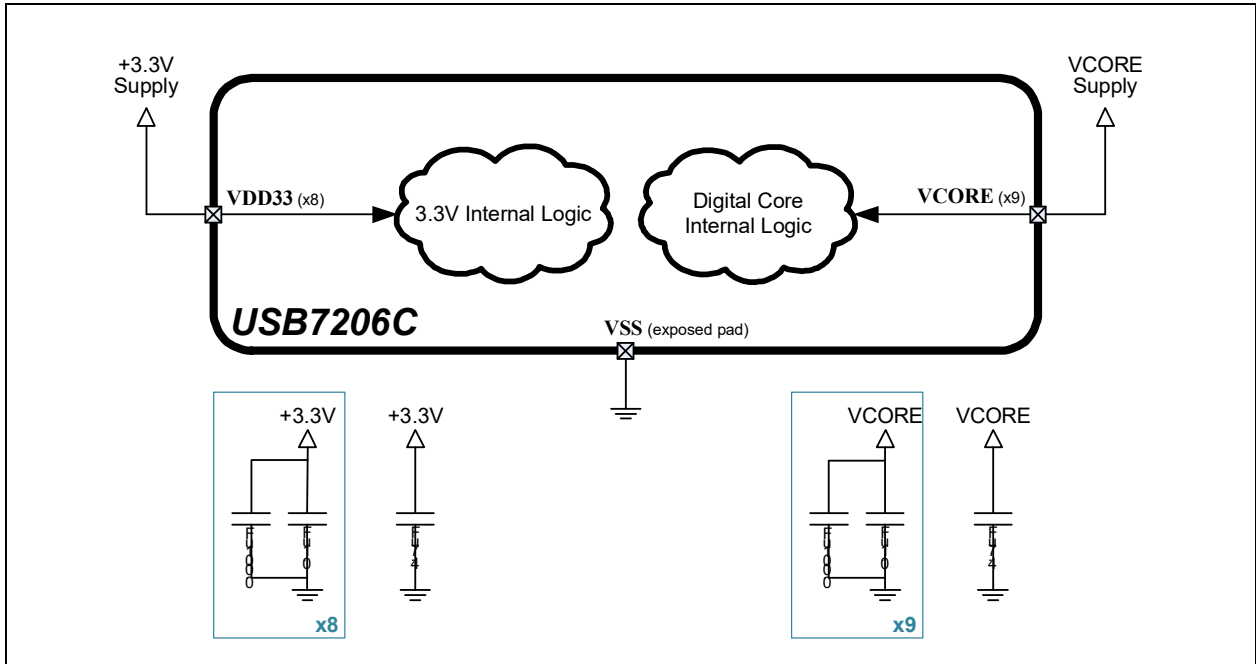 +3.3V
Supply
VCORE
Supply
VDD33 (x8)
3.3V Internal Logic
Digital Core
Internal Logic
VCORE (x9)
USB7206C
VSS (exposed pad)
+3.3V
+3.3V
VCORE
VCORE
x8
x9